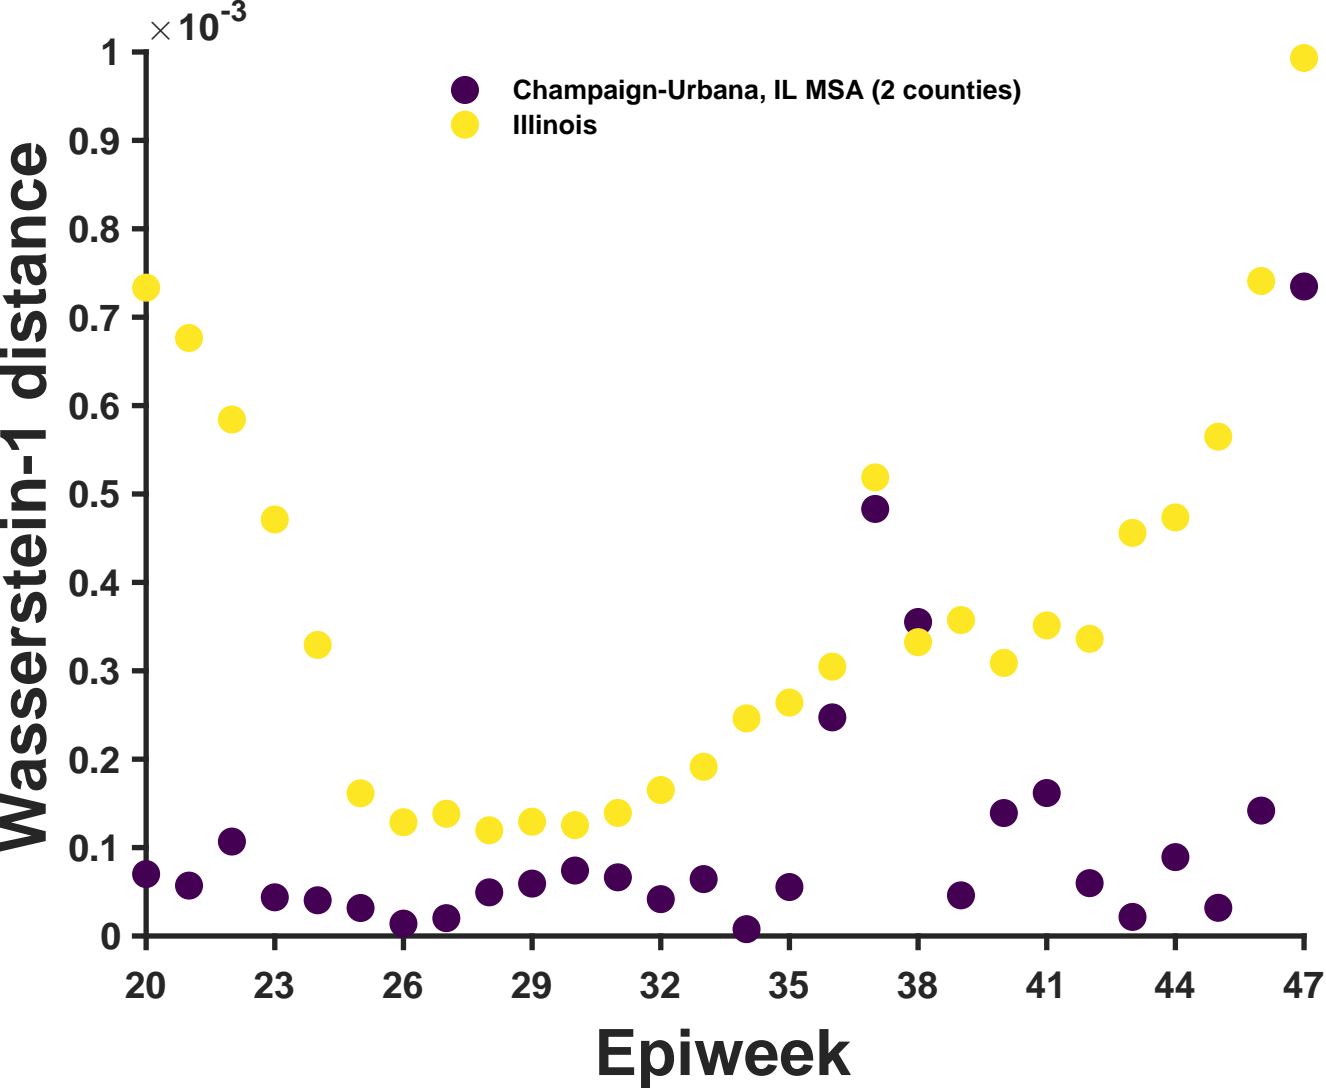 × 10-3
1
0.9
0.8
0.7
0.6
0.5
0.4
0.3
0.2
0.1
0
Wasserstein-1 distance
Champaign-Urbana, IL MSA (2 counties)
Illinois
20 23 26 29 32 35 38 41 44 47
Epiweek